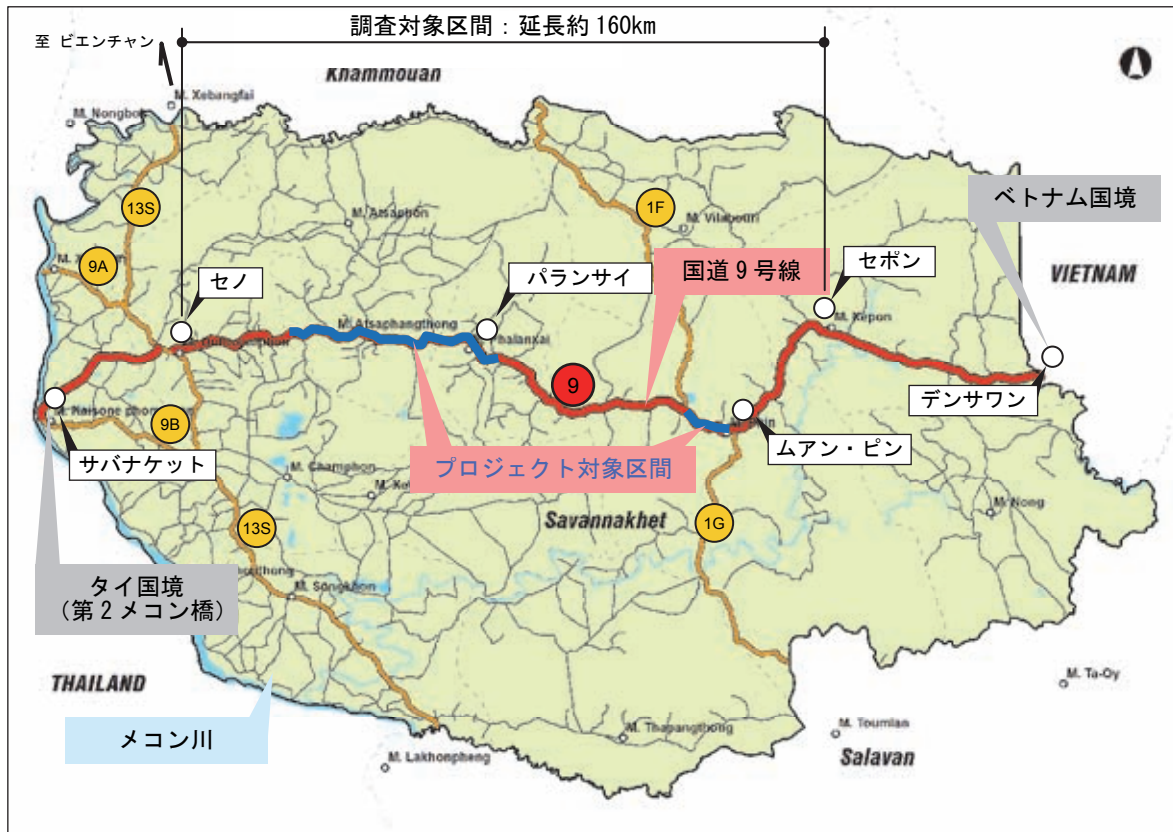 調査対象区間：延長約160km
至 ビエンチャン
Khammouan
M. Xebangfai
M. Nongbok
13S
1F
ベトナム国境
M. Atsaphon
M. Vilabouri
9A
セノ
パランサイ
国道9号線
セポン
VIETNAM
M. Xepon
M. Atsaphangthong
Phalanxai
9
デンサワン
M. Kaisone
9B
サバナケット
プロジェクト対象区間
ムアン・ピン
M. Champhon
13S
Savannakhet
1G
M. Nong
タイ国境
（第2メコン橋）
M. Songkhon
THAILAND
M. Ta-Oy
メコン川
M. Thapangthong
M. Toumlan
Salavan
M. Lakhonpheng